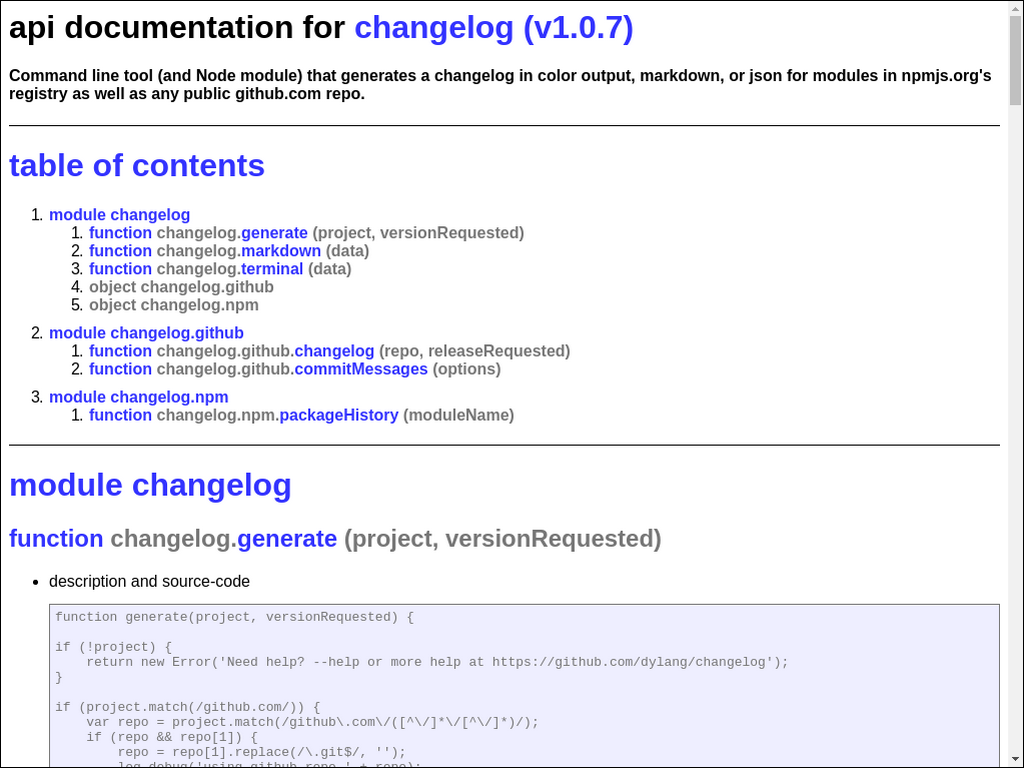 api documentation for changelog (v1.0.7)
Command line tool (and Node module) that generates a changelog in color output, markdown, or json for modules in npmjs.org's
registry as well as any public github.com repo.
table of contents
1. module changelog
1. function changelog.generate (project, versionRequested)
2. function changelog.markdown (data)
3. function changelog.terminal (data)
4. object changelog.github
5. object changelog.npm
2. module changelog.github
1. function changelog.github.changelog (repo, releaseRequested)
2. function changelog.github.commitMessages (options)
3. module changelog.npm
1. function changelog.npm.packageHistory (moduleName)
module changelog
function changelog.generate (project, versionRequested)
• description and source-code
function generate(project, versionRequested) {
if (!project) {
return new Error('Need help? --help or more help at https://github.com/dylang/changelog');
}
if (project.match(/github.com/)) {
var repo = project.match(/github\.com\/([^\/]*\/[^\/]*)/);
if (repo && repo[1]) {
repo = repo[1].replace(/\.git$/, '');
log.debug('using github repo ' + repo);